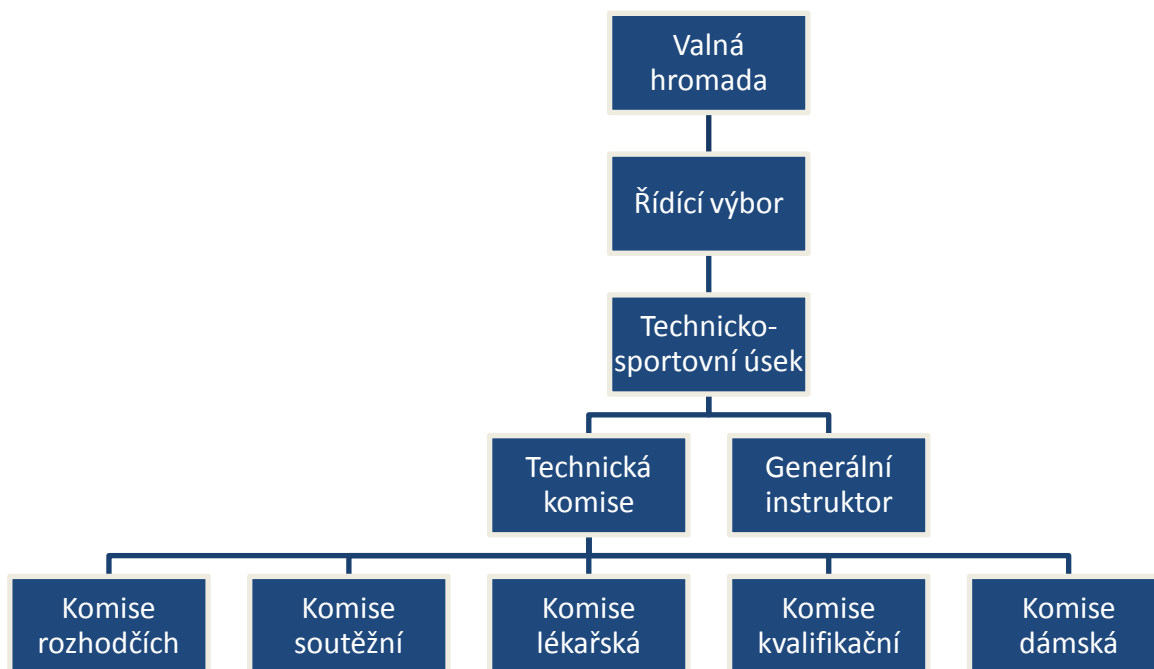 Valná
hromada
Řídící výbor
Technicko-
sportovní úsek
Technická
komise
Generální
instruktor
Komise
rozhodčích
Komise
soutěžní
Komise
lékařská
Komise
kvalifikační
Komise
dámská